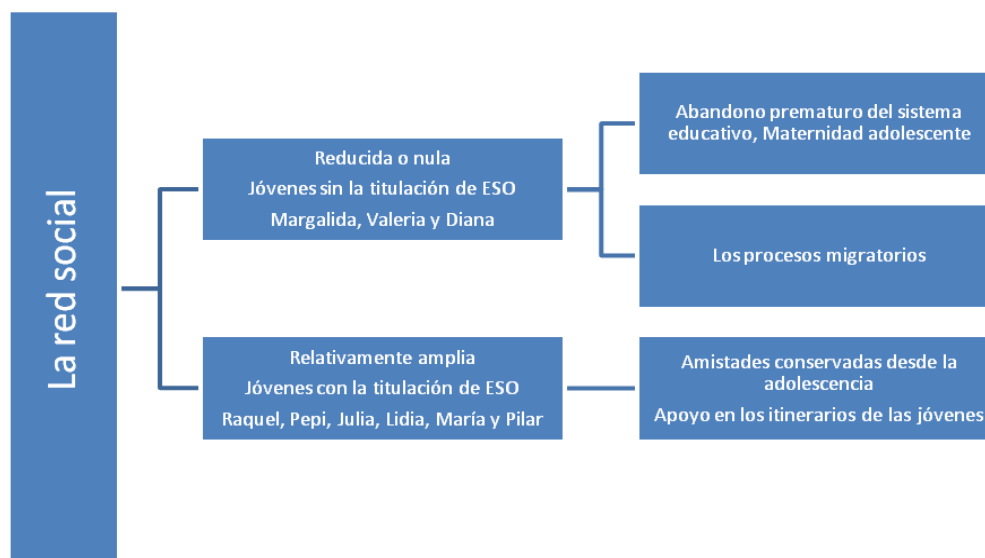 La red social
Reducida o nula
Jóvenes sin la titulación de ESO
Margalida, Valeria y Diana
Abandono prematuro del sistema
educativo, Maternidad adolescente
Los procesos migratorios
Relativamente amplia
Jóvenes con la titulación de ESO
Raquel, Pepi, Julia, Lidia, María y Pilar
Amistades conservadas desde la
adolescencia
Apoyo en los itinerarios de las jóvenes